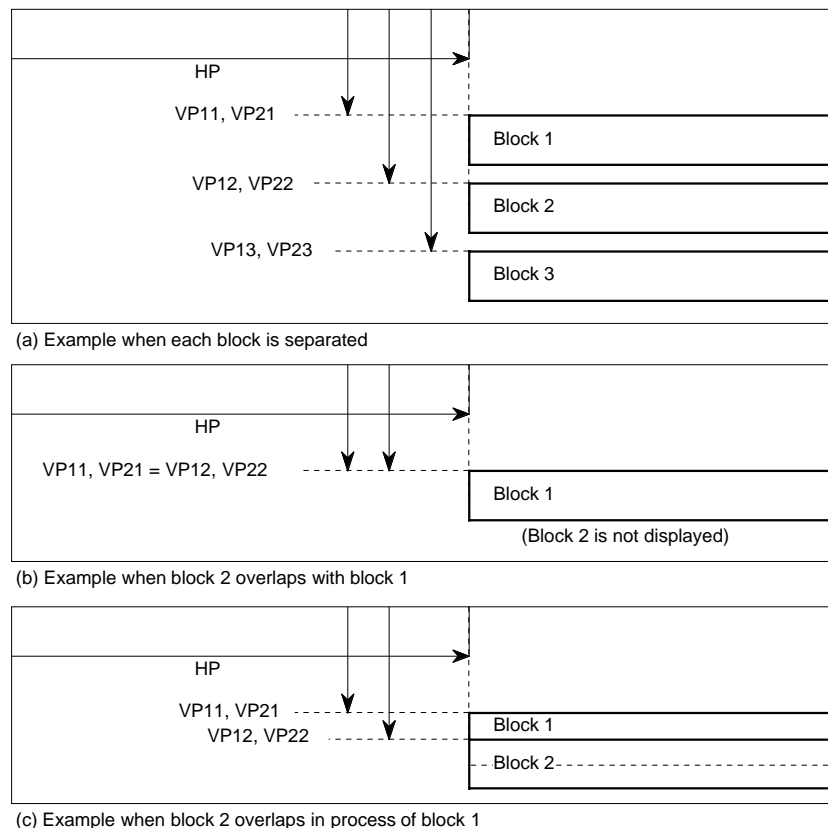 HP
VP11, VP21
Block 1
VP12, VP22
Block 2
VP13, VP23
Block 3
(a) Example when each block is separated
HP
VP11, VP21 = VP12, VP22
Block 1
(Block 2 is not displayed)
(b) Example when block 2 overlaps with block 1
HP
VP11, VP21
Block 1
VP12, VP22
Block 2
(c) Example when block 2 overlaps in process of block 1